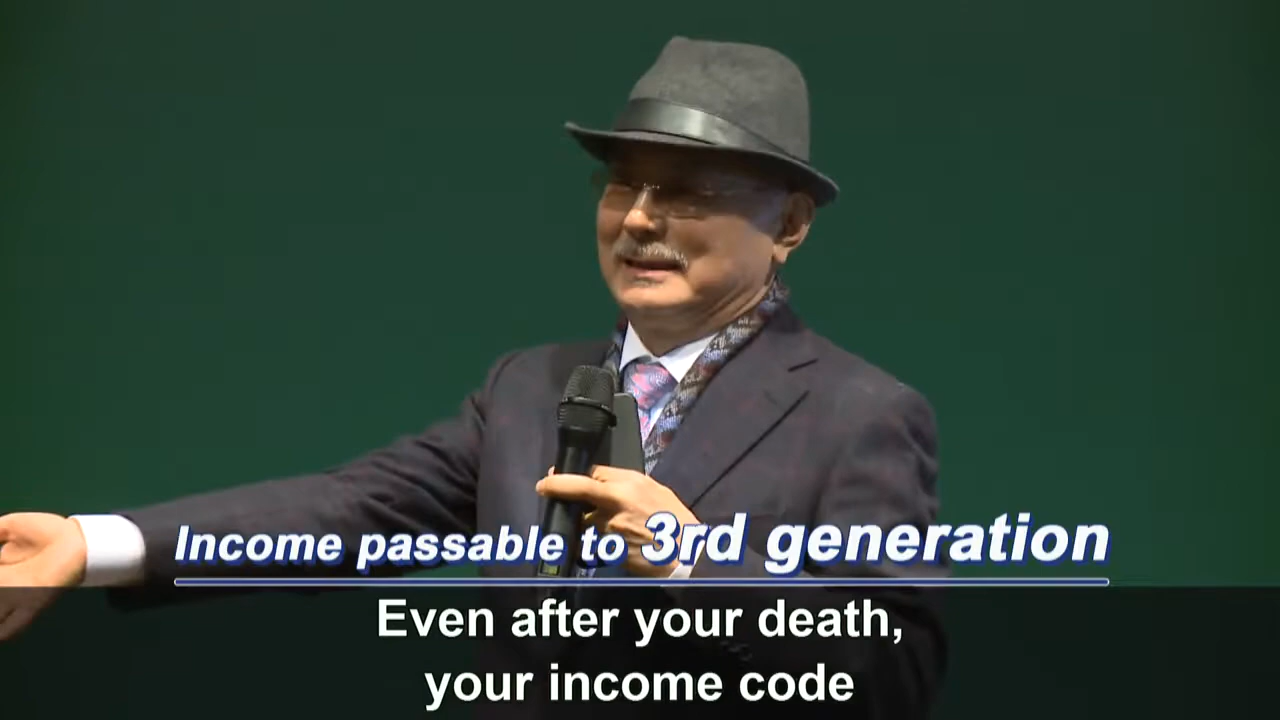 Income passable to 3rd generation
Even after your death,
your income code